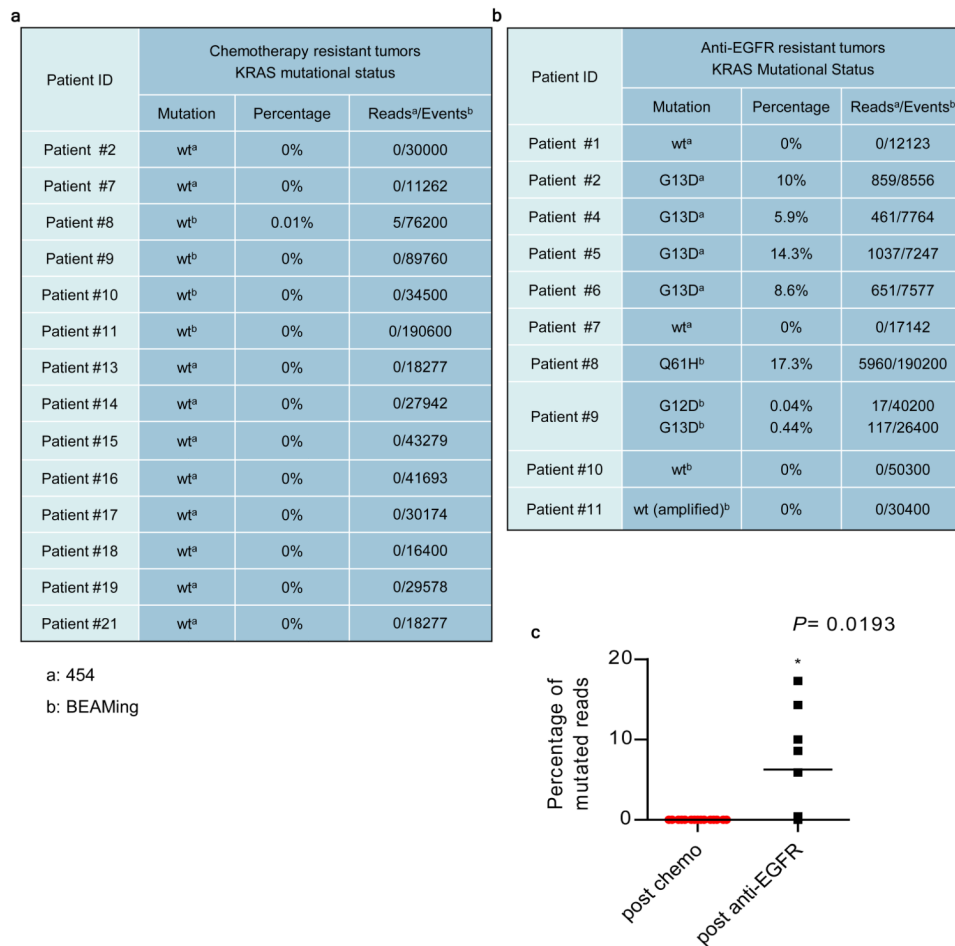 a
Patient ID
Chemotherapy resistant tumors
KRAS mutational status
Mutation Percentage Readsᵃ/Eventsᵇ
Patient #2 wtᵃ 0% 0/30000
Patient #7 wtᵃ 0% 0/11262
Patient #8 wtᵇ 0.01% 5/76200
Patient #9 wtᵇ 0% 0/89760
Patient #10 wtᵇ 0% 0/34500
Patient #11 wtᵇ 0% 0/190600
Patient #13 wtᵃ 0% 0/18277
Patient #14 wtᵃ 0% 0/27942
Patient #15 wtᵃ 0% 0/43279
Patient #16 wtᵃ 0% 0/41693
Patient #17 wtᵃ 0% 0/30174
Patient #18 wtᵃ 0% 0/16400
Patient #19 wtᵃ 0% 0/29578
Patient #21 wtᵃ 0% 0/18277
a: 454
b: BEAMing
b
Patient ID
Anti-EGFR resistant tumors
KRAS Mutational Status
Mutation Percentage Readsᵃ/Eventsᵇ
Patient #1 wtᵃ 0% 0/12123
Patient #2 G13Dᵃ 10% 859/8556
Patient #4 G13Dᵃ 5.9% 461/7764
Patient #5 G13Dᵃ 14.3% 1037/7247
Patient #6 G13Dᵃ 8.6% 651/7577
Patient #7 wtᵃ 0% 0/17142
Patient #8 Q61Hᵇ 17.3% 5960/190200
Patient #9
G12Dᵇ 0.04% 17/40200
G13Dᵇ 0.44% 117/26400
Patient #10 wtᵇ 0% 0/50300
Patient #11 wt (amplified)ᵇ 0% 0/30400
c
P= 0.0193
*
Percentage of
mutated reads
20
10
0
post chemo
post anti-EGFR